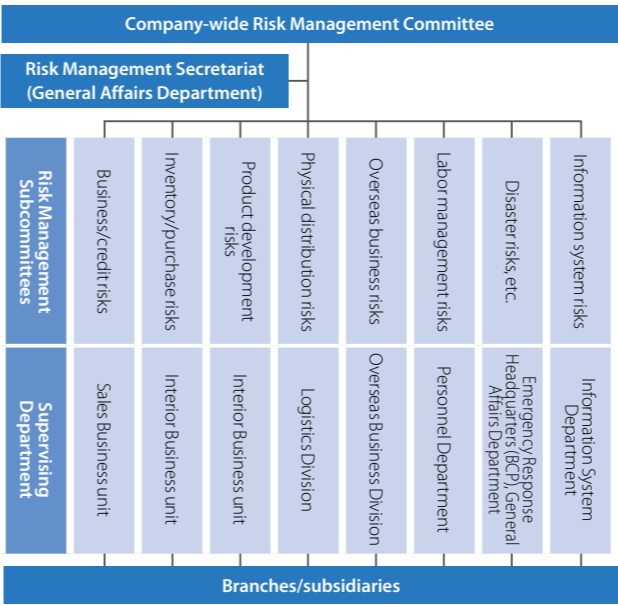 Company-wide Risk Management Committee
Risk Management Secretariat
(General Affairs Department)
Risk Management
Subcommittees
Business/credit risks
Inventory/purchase risks
Product development
risks
Physical distribution risks
Overseas business risks
Labor management risks
Disaster risks, etc.
Information system risks
Supervising
Department
Sales Business unit
Interior Business unit
Interior Business unit
Logistics Division
Overseas Business Division
Personnel Department
Emergency Response
Headquarters (BCP), General
Affairs Department
Information System
Department
Branches/subsidiaries